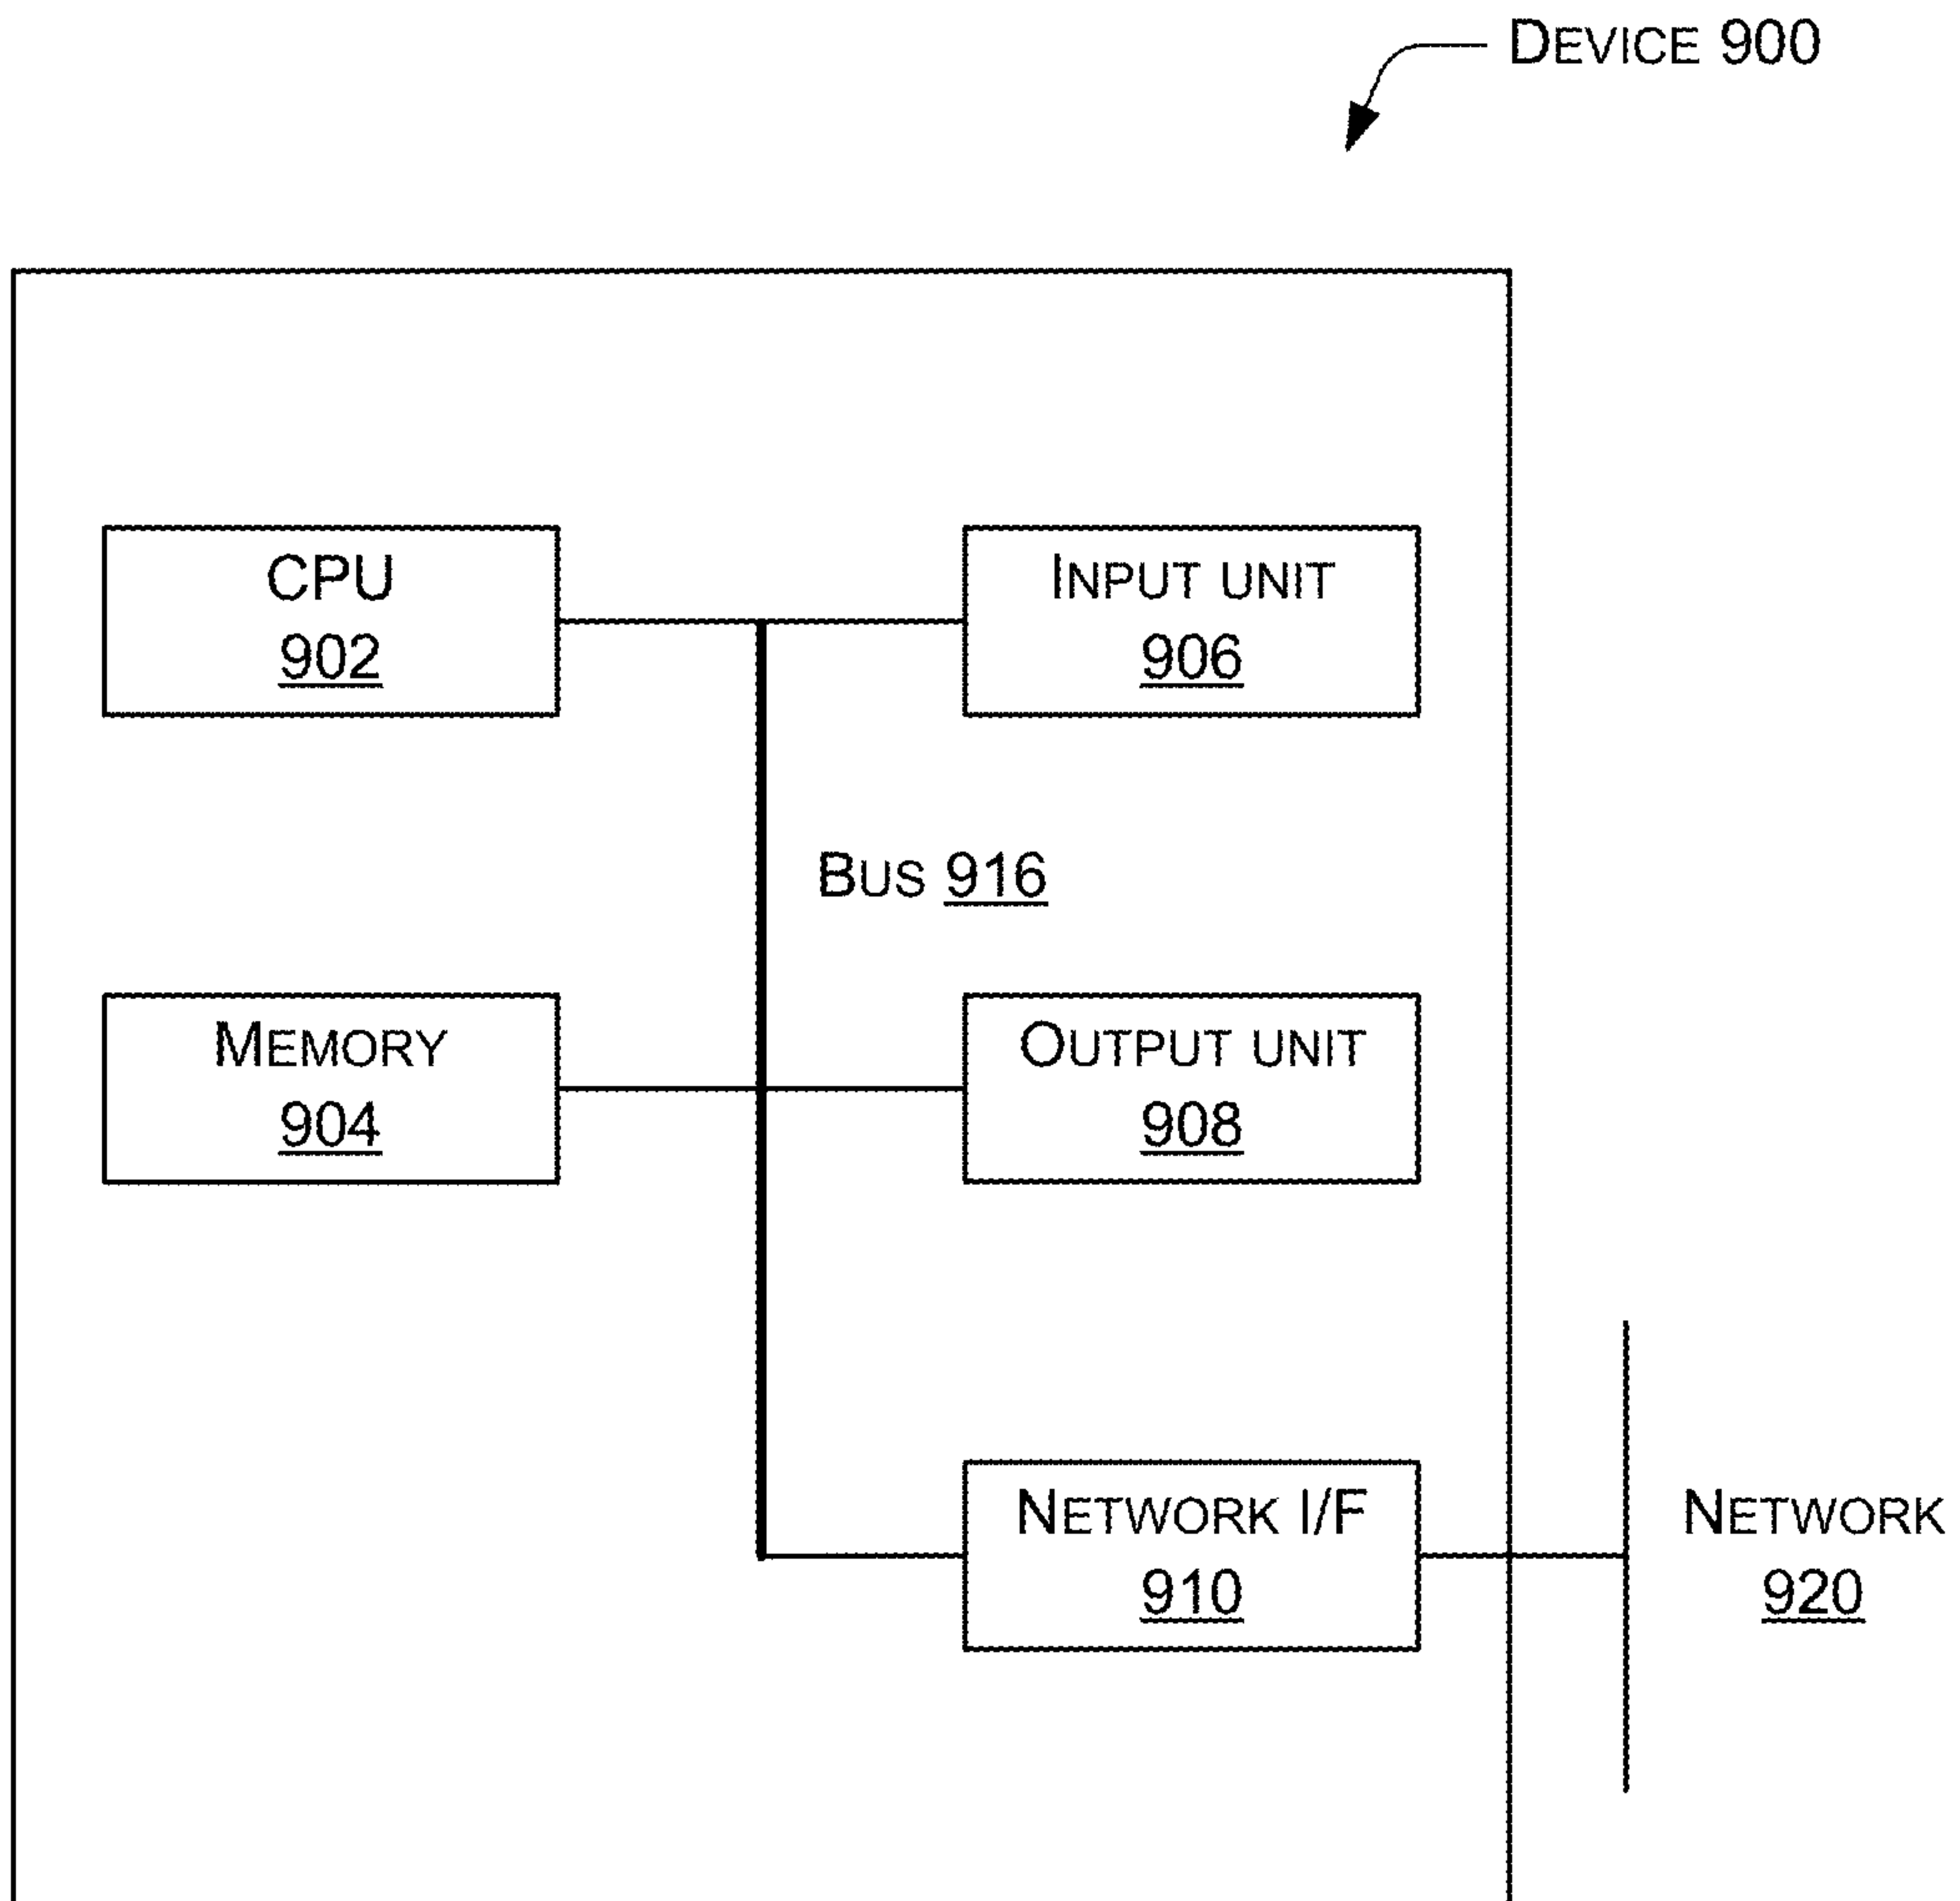 DEVICE 900
CPU
902
INPUT UNIT
906
BUS 916
MEMORY
904
OUTPUT UNIT
908
NETWORK I/F
910
NETWORK
920